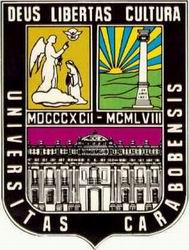 DEUS LIBERTAS CULTURA
MDCCCXCII - MCMLVIII
UNIVERSITAS CARABOBENSIS